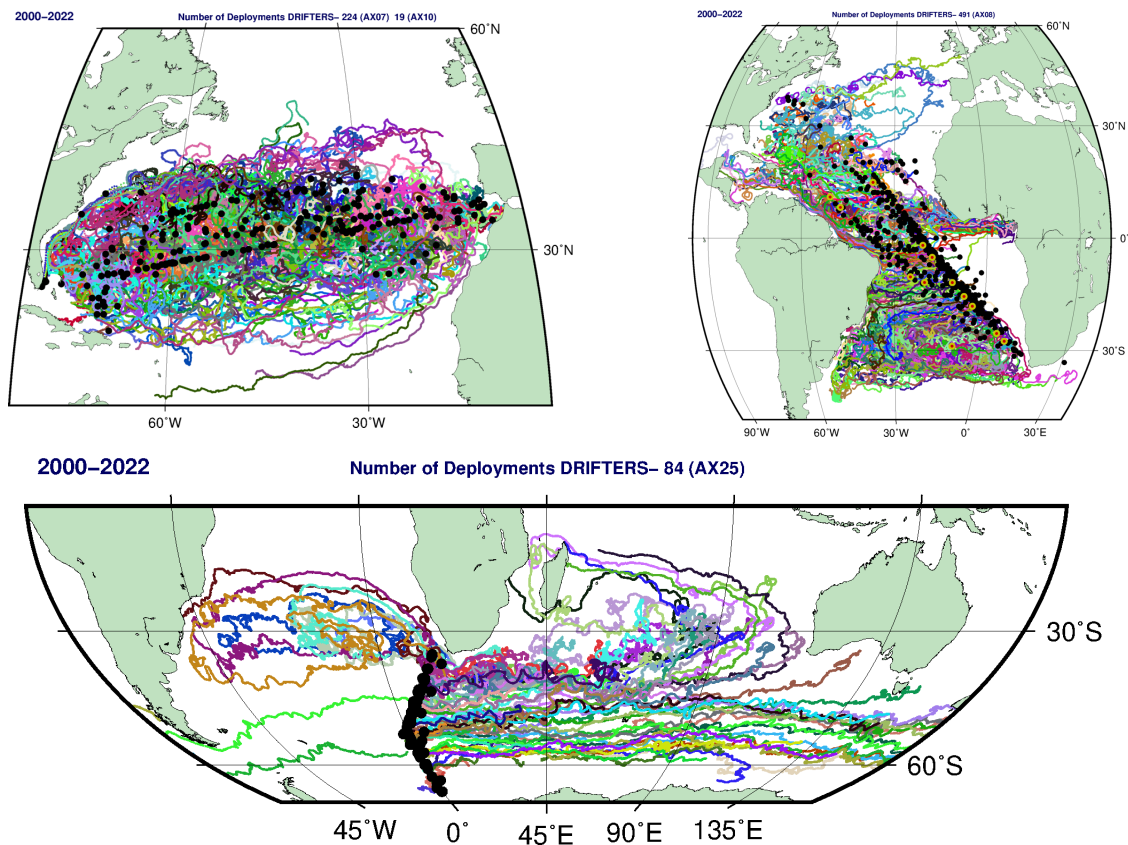 2000−2022
Number of Deployments DRIFTERS− 224 (AX07)  19 (AX10)
60˚N
30˚N
60˚W
30˚W
2000−2022
Number of Deployments DRIFTERS− 491 (AX08)
60˚N
30˚N
0˚
30˚S
90˚W
60˚W
30˚W
0˚
30˚E
2000−2022
Number of Deployments DRIFTERS− 84 (AX25)
30˚S
60˚S
45˚W
0˚
45˚E
90˚E
135˚E